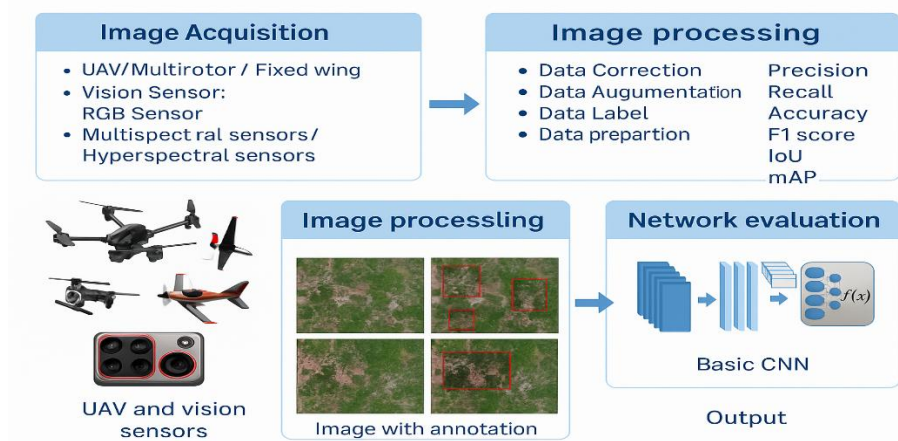 Image Acquisition
• UAV/Multirotor / Fixed wing
• Vision Sensor:
RGB Sensor
• Multispect ral sensors/
Hyperspectral sensors
Image processing
• Data Correction
• Data Augumentation
• Data Label
• Data prepartion
Precision
Recall
Accuracy
F1 score
IoU
mAP
UAV and vision
sensors
Image processling
Image with annotation
Network evaluation
f(x)
Basic CNN
Output